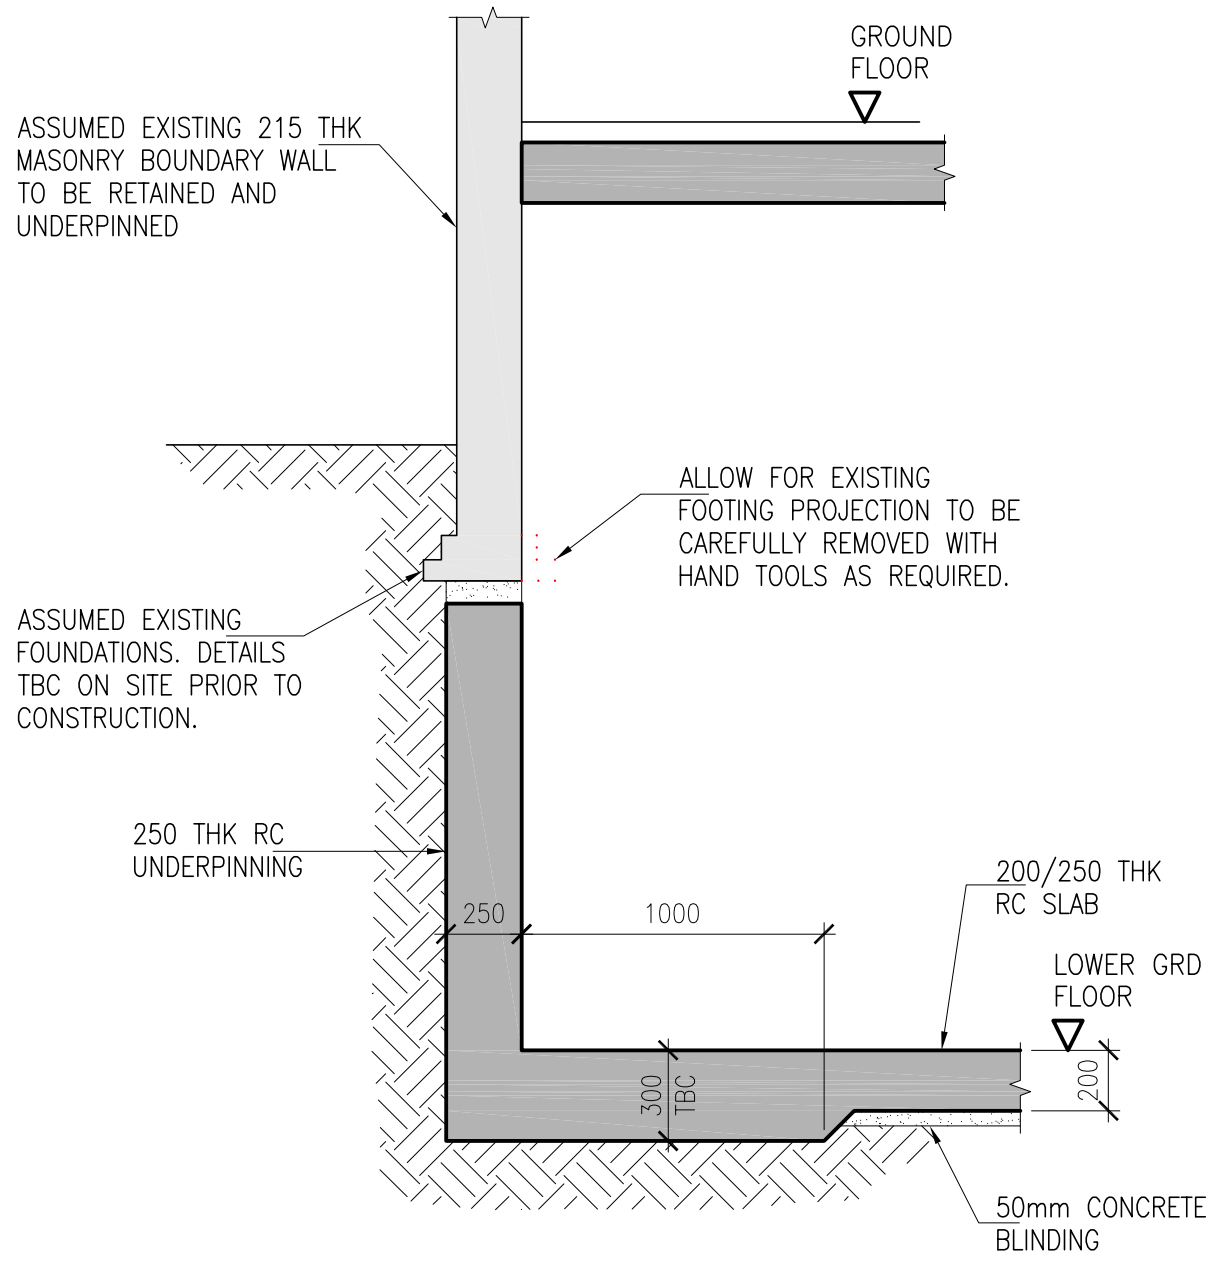 GROUND
FLOOR
ASSUMED EXISTING 215 THK
MASONRY BOUNDARY WALL
TO BE RETAINED AND
UNDERPINNED
ALLOW FOR EXISTING
FOOTING PROJECTION TO BE
CAREFULLY REMOVED WITH
HAND TOOLS AS REQUIRED.
ASSUMED EXISTING
FOUNDATIONS. DETAILS
TBC ON SITE PRIOR TO
CONSTRUCTION.
250 THK RC
UNDERPINNING
200/250 THK
RC SLAB
250
1000
LOWER GRD
FLOOR
300
TBC
200
50mm CONCRETE
BLINDING